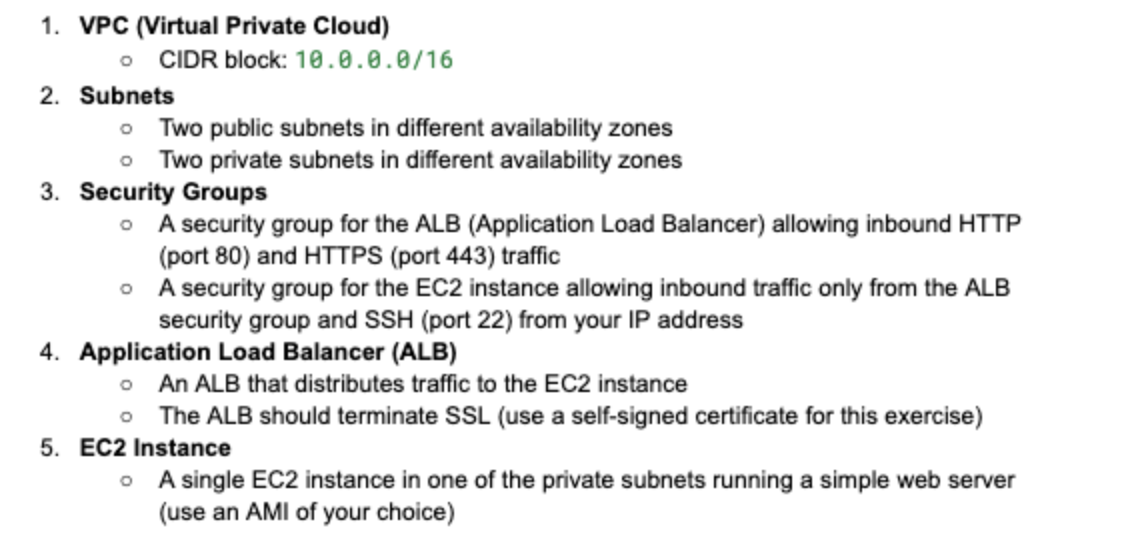 1. VPC (Virtual Private Cloud)
○ CIDR block: 10.0.0.0/16
2. Subnets
○ Two public subnets in different availability zones
○ Two private subnets in different availability zones
3. Security Groups
○ A security group for the ALB (Application Load Balancer) allowing inbound HTTP
(port 80) and HTTPS (port 443) traffic
○ A security group for the EC2 instance allowing inbound traffic only from the ALB
security group and SSH (port 22) from your IP address
4. Application Load Balancer (ALB)
○ An ALB that distributes traffic to the EC2 instance
○ The ALB should terminate SSL (use a self-signed certificate for this exercise)
5. EC2 Instance
○ A single EC2 instance in one of the private subnets running a simple web server
(use an AMI of your choice)